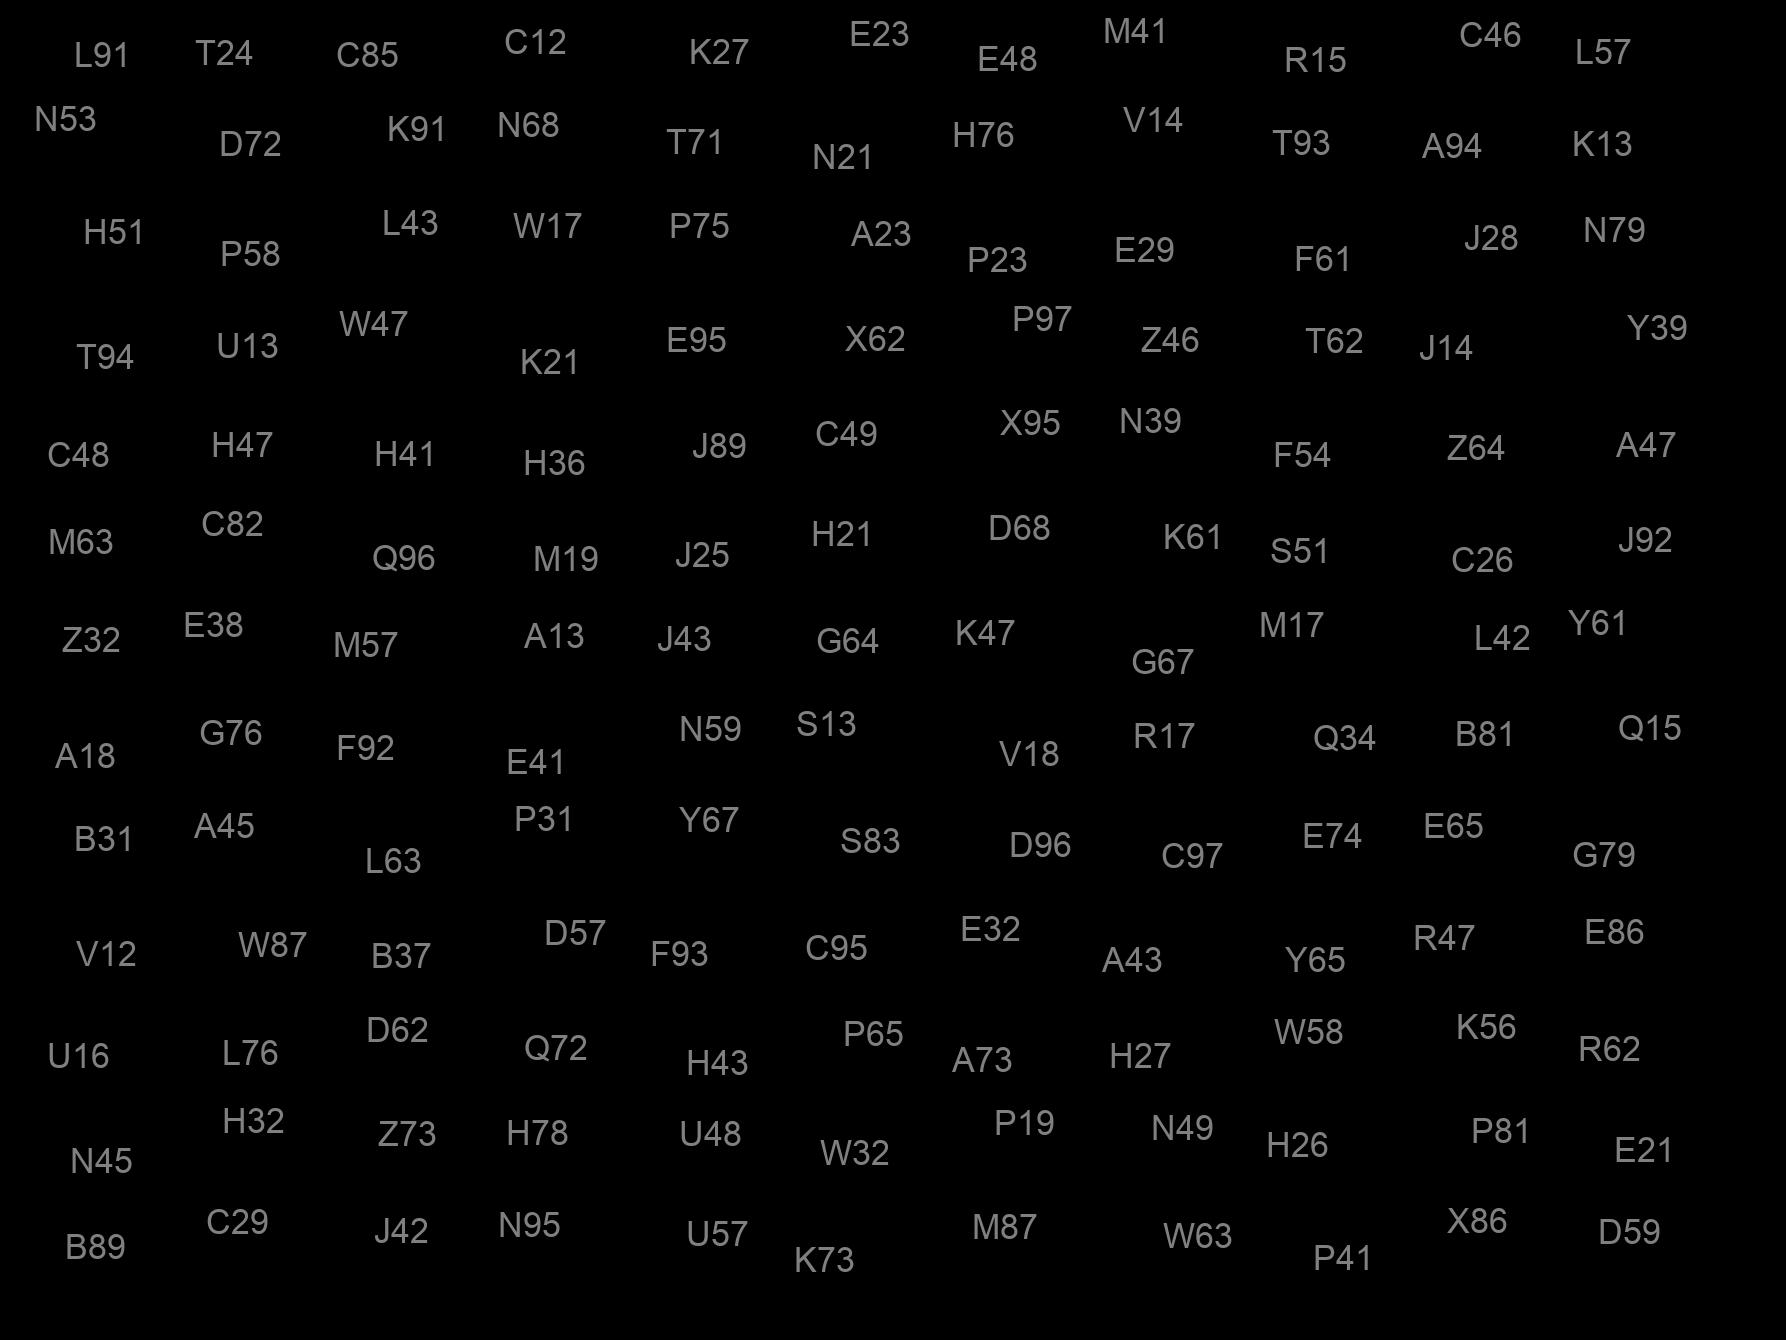 L91 T24 C85 C12 K27 E23 E48 M41 R15 C46 L57
N53 D72 K91 N68 T71 N21 H76 V14 T93 A94 K13
H51 P58 L43 W17 P75 A23 P23 E29 F61 J28 N79
T94 U13 W47 K21 E95 X62 P97 Z46 T62 J14 Y39
C48 H47 H41 H36 J89 C49 X95 N39 F54 Z64 A47
M63 C82 Q96 M19 J25 H21 D68 K61 S51 C26 J92
Z32 E38 M57 A13 J43 G64 K47 G67 M17 L42 Y61
A18 G76 F92 E41 N59 S13 V18 R17 Q34 B81 Q15
B31 A45 L63 P31 Y67 S83 D96 C97 E74 E65 G79
V12 W87 B37 D57 F93 C95 E32 A43 Y65 R47 E86
U16 L76 D62 Q72 H43 P65 A73 H27 W58 K56 R62
N45 H32 Z73 H78 U48 W32 P19 N49 H26 P81 E21
B89 C29 J42 N95 U57 K73 M87 W63 P41 X86 D59